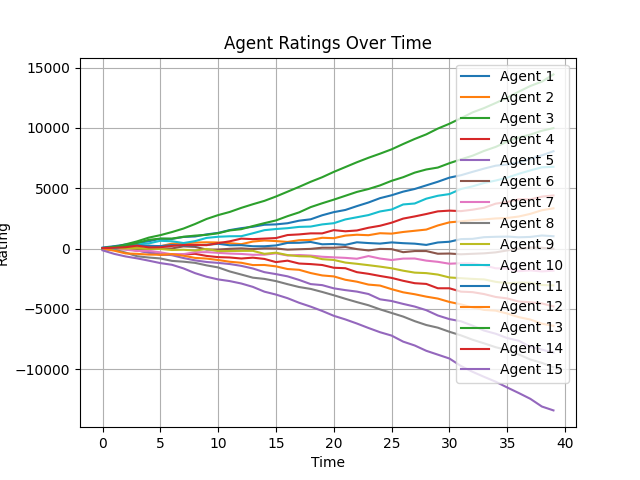 Agent Ratings Over Time
15000
10000
5000
0
−5000
−10000
Rating
0 5 10 15 20 25 30 35 40
Time
Agent 1
Agent 2
Agent 3
Agent 4
Agent 5
Agent 6
Agent 7
Agent 8
Agent 9
Agent 10
Agent 11
Agent 12
Agent 13
Agent 14
Agent 15